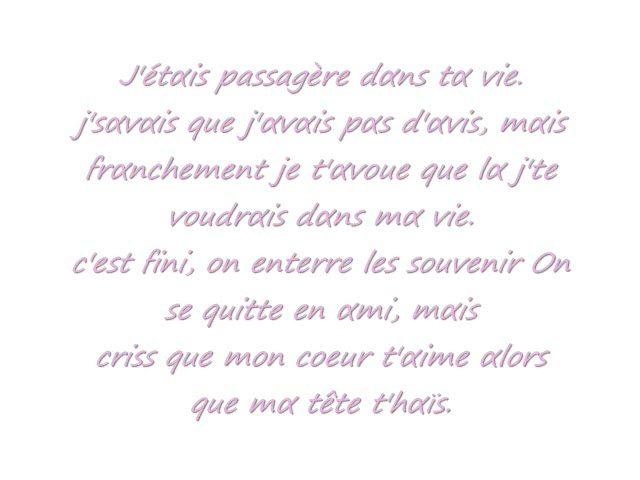 J'étais passagère dans ta vie.
j'savais que j'avais pas d'avis, mais
franchement je t'avoue que la j'te
voudrais dans ma vie.
c'est fini, on enterre les souvenir On
se quitte en ami, mais
criss que mon coeur t'aime alors
que ma tête t'haïs.